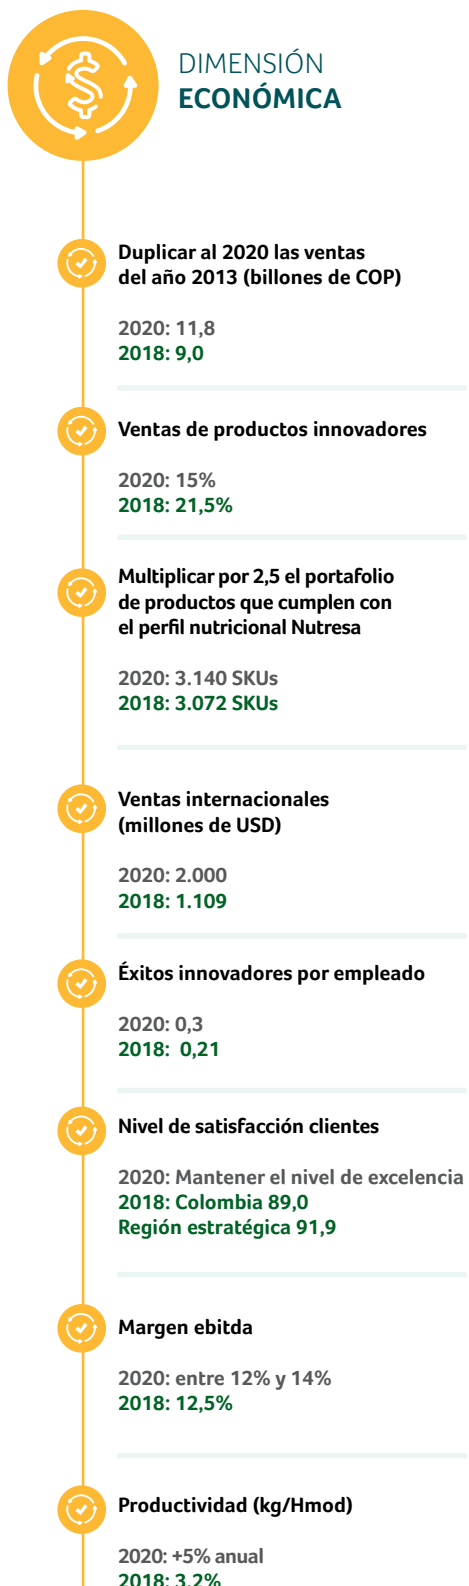 DIMENSIÓN
ECONÓMICA
Duplicar al 2020 las ventas
del año 2013 (billones de COP)
2020: 11,8
2018: 9,0
Ventas de productos innovadores
2020: 15%
2018: 21,5%
Multiplicar por 2,5 el portafolio
de productos que cumplen con
el perfil nutricional Nutresa
2020: 3.140 SKUs
2018: 3.072 SKUs
Ventas internacionales
(millones de USD)
2020: 2.000
2018: 1.109
Éxitos innovadores por empleado
2020: 0,3
2018: 0,21
Nivel de satisfacción clientes
2020: Mantener el nivel de excelencia
2018: Colombia 89,0
Región estratégica 91,9
Margen ebitda
2020: entre 12% y 14%
2018: 12,5%
Productividad (kg/Hmod)
2020: +5% anual
2018: 3,2%